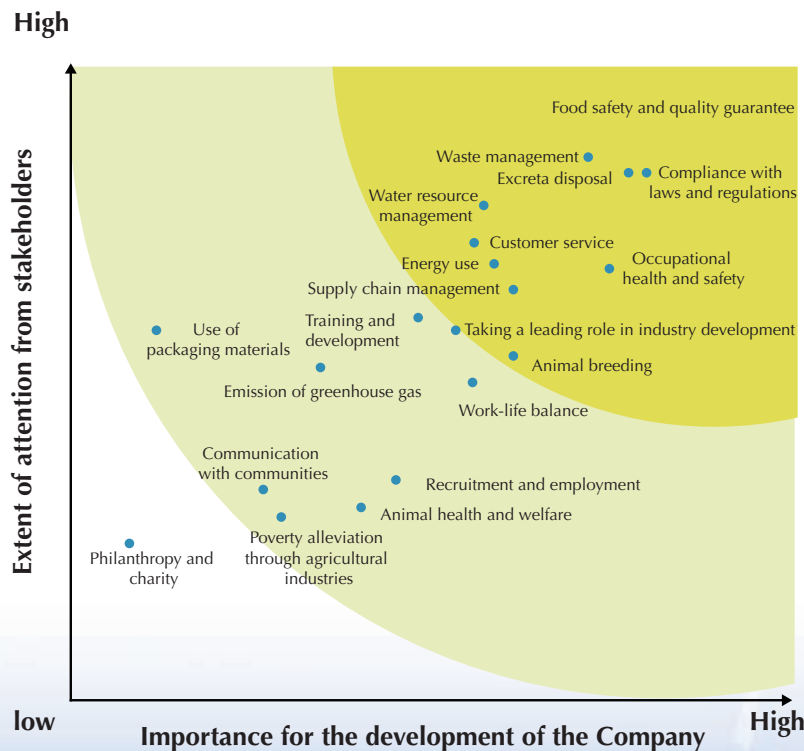 High
Extent of attention from stakeholders
Food safety and quality guarantee
Waste management
Excreta disposal
Compliance with
laws and regulations
Water resource
management
Customer service
Energy use
Occupational
health and safety
Supply chain management
Training and
development
Taking a leading role in industry development
Use of
packaging materials
Animal breeding
Emission of greenhouse gas
Work-life balance
Communication
with communities
Recruitment and employment
Animal health and welfare
Poverty alleviation
through agricultural
industries
Philanthropy and
charity
low
Importance for the development of the Company
High